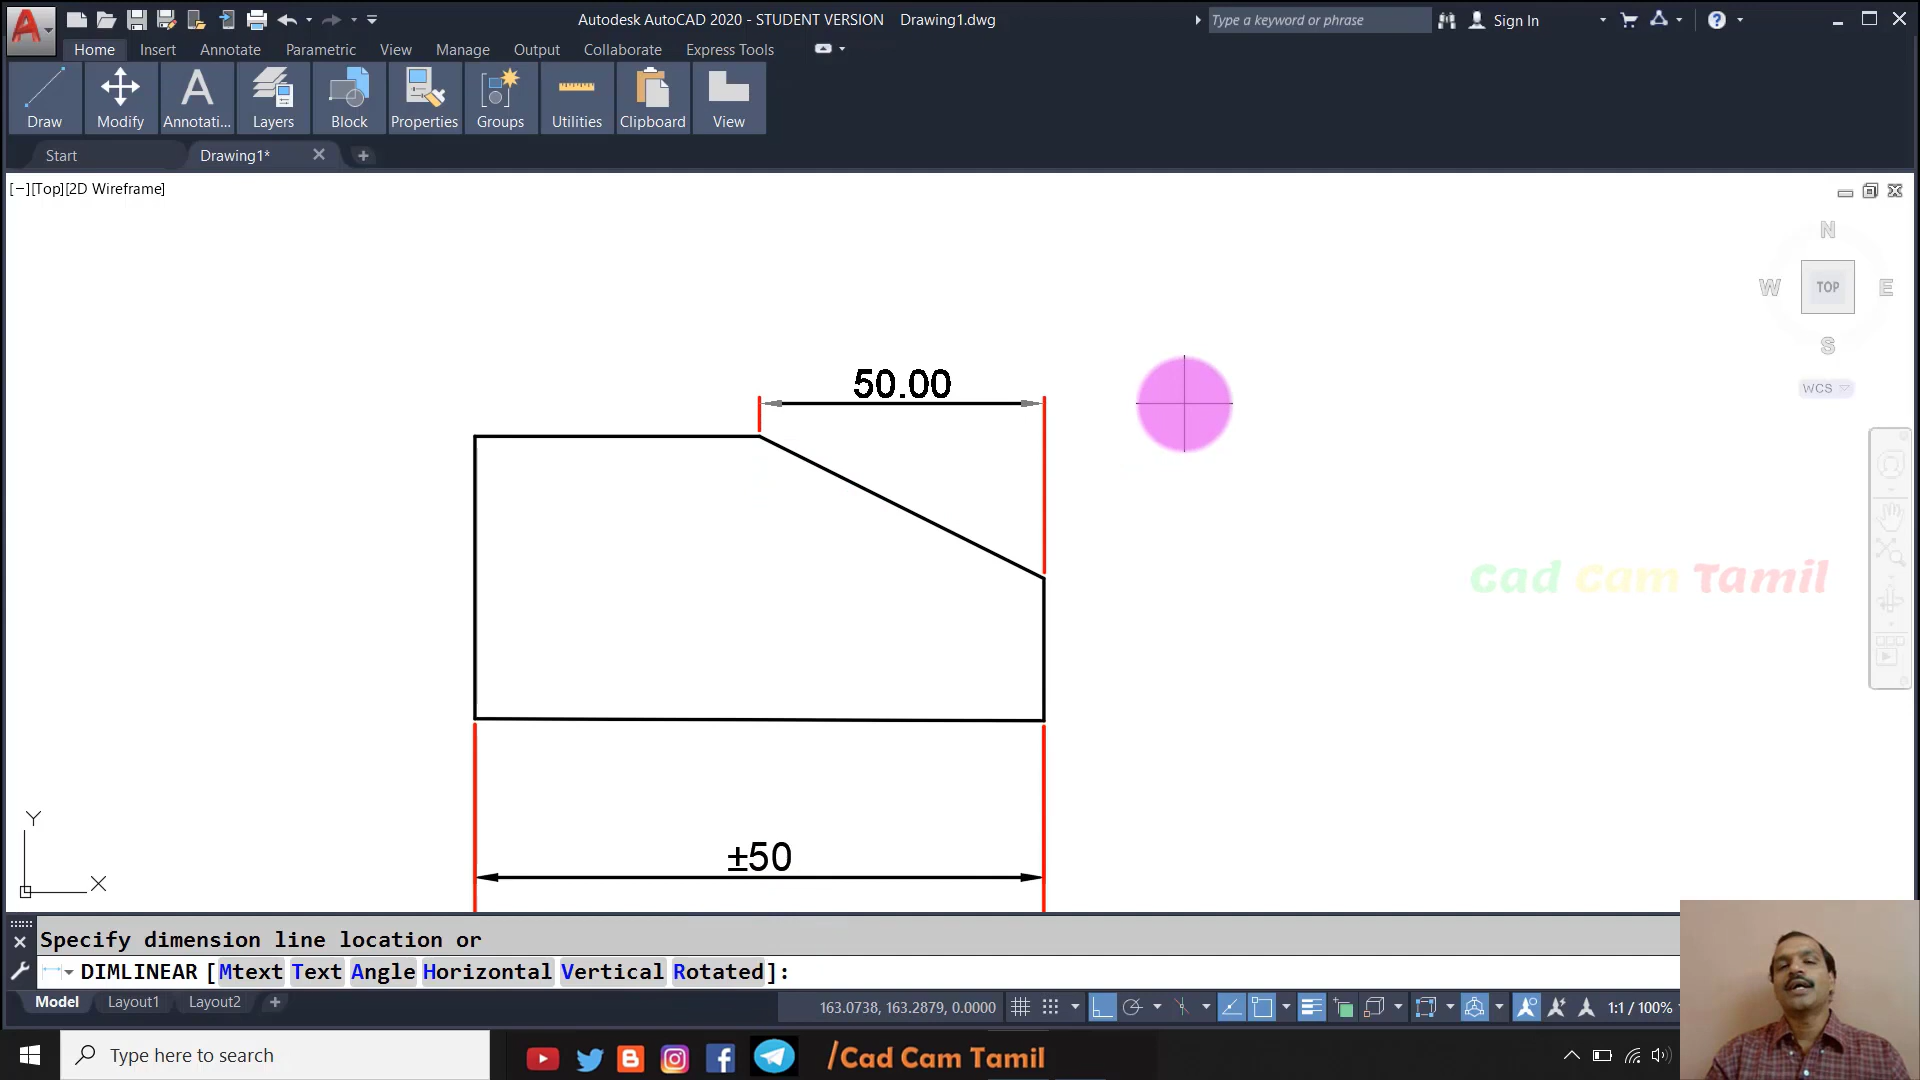 Autodesk AutoCAD 2020 - STUDENT VERSION Drawing1.dwg
Type a keyword or phrase
Sign In
Home Insert Annotate Parametric View Manage Output Collaborate Express Tools
Draw Modify Annotati... Layers Block Properties Groups Utilities Clipboard View
Start Drawing1*
[−][Top][2D Wireframe]
N
W TOP E
S
WCS
50.00
Cad Cam Tamil
±50
Y
X
Specify dimension line location or
DIMLINEAR [Mtext Text Angle Horizontal Vertical Rotated]:
Model Layout1 Layout2
163.0738, 163.2879, 0.0000
1:1 / 100%
Type here to search
/Cad Cam Tamil